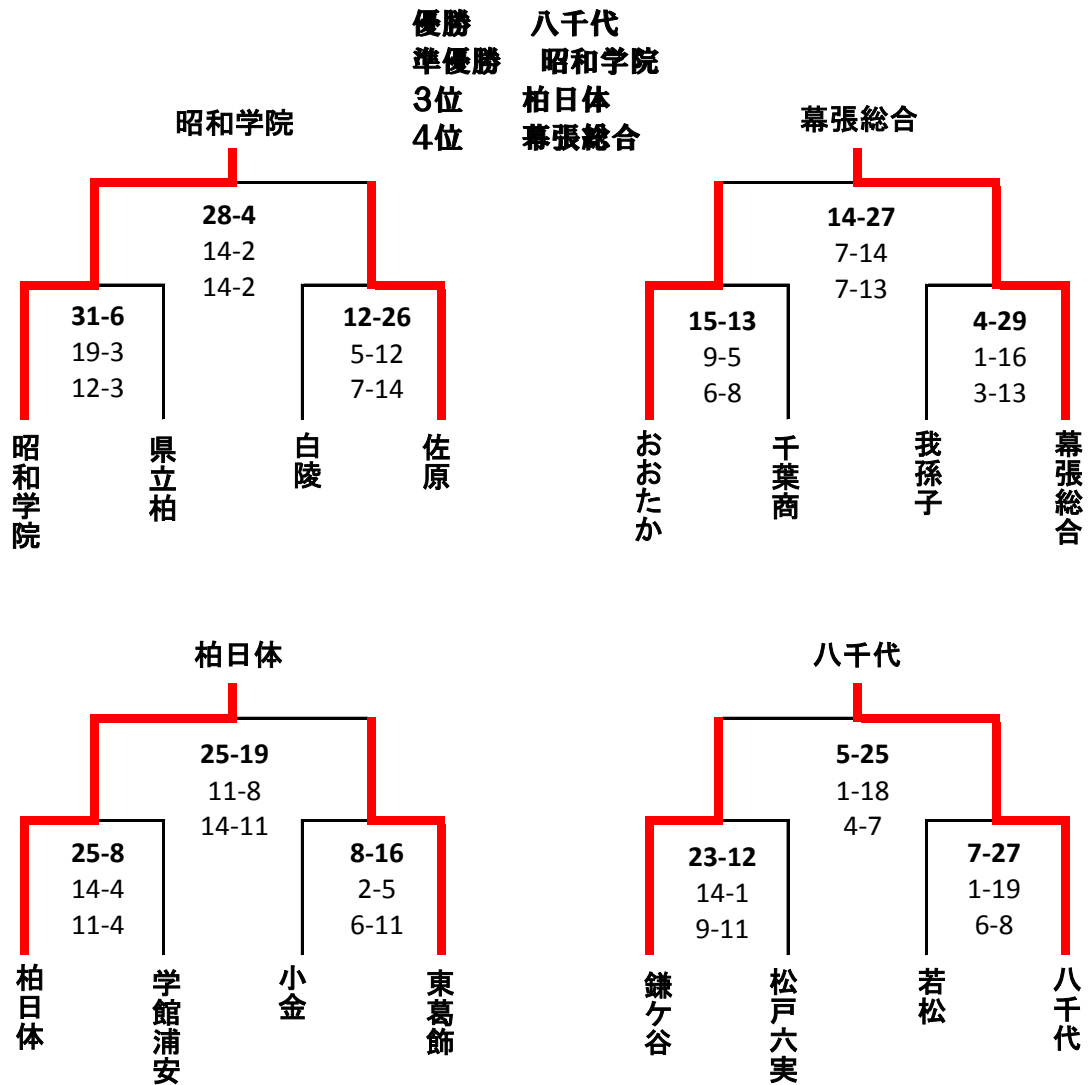 優勝 八千代
準優勝 昭和学院
3位 柏日体
4位 幕張総合
昭和学院
28-4
14-2
14-2
31-6
19-3
12-3
12-26
5-12
7-14
昭和学院
県立柏
白陵
佐原
幕張総合
14-27
7-14
7-13
15-13
9-5
6-8
4-29
1-16
3-13
おおたか
千葉商
我孫子
幕張総合
柏日体
25-19
11-8
14-11
25-8
14-4
11-4
8-16
2-5
6-11
柏日体
学館浦安
小金
東葛飾
八千代
5-25
1-18
4-7
23-12
14-1
9-11
7-27
1-19
6-8
鎌ケ谷
松戸六実
若松
八千代